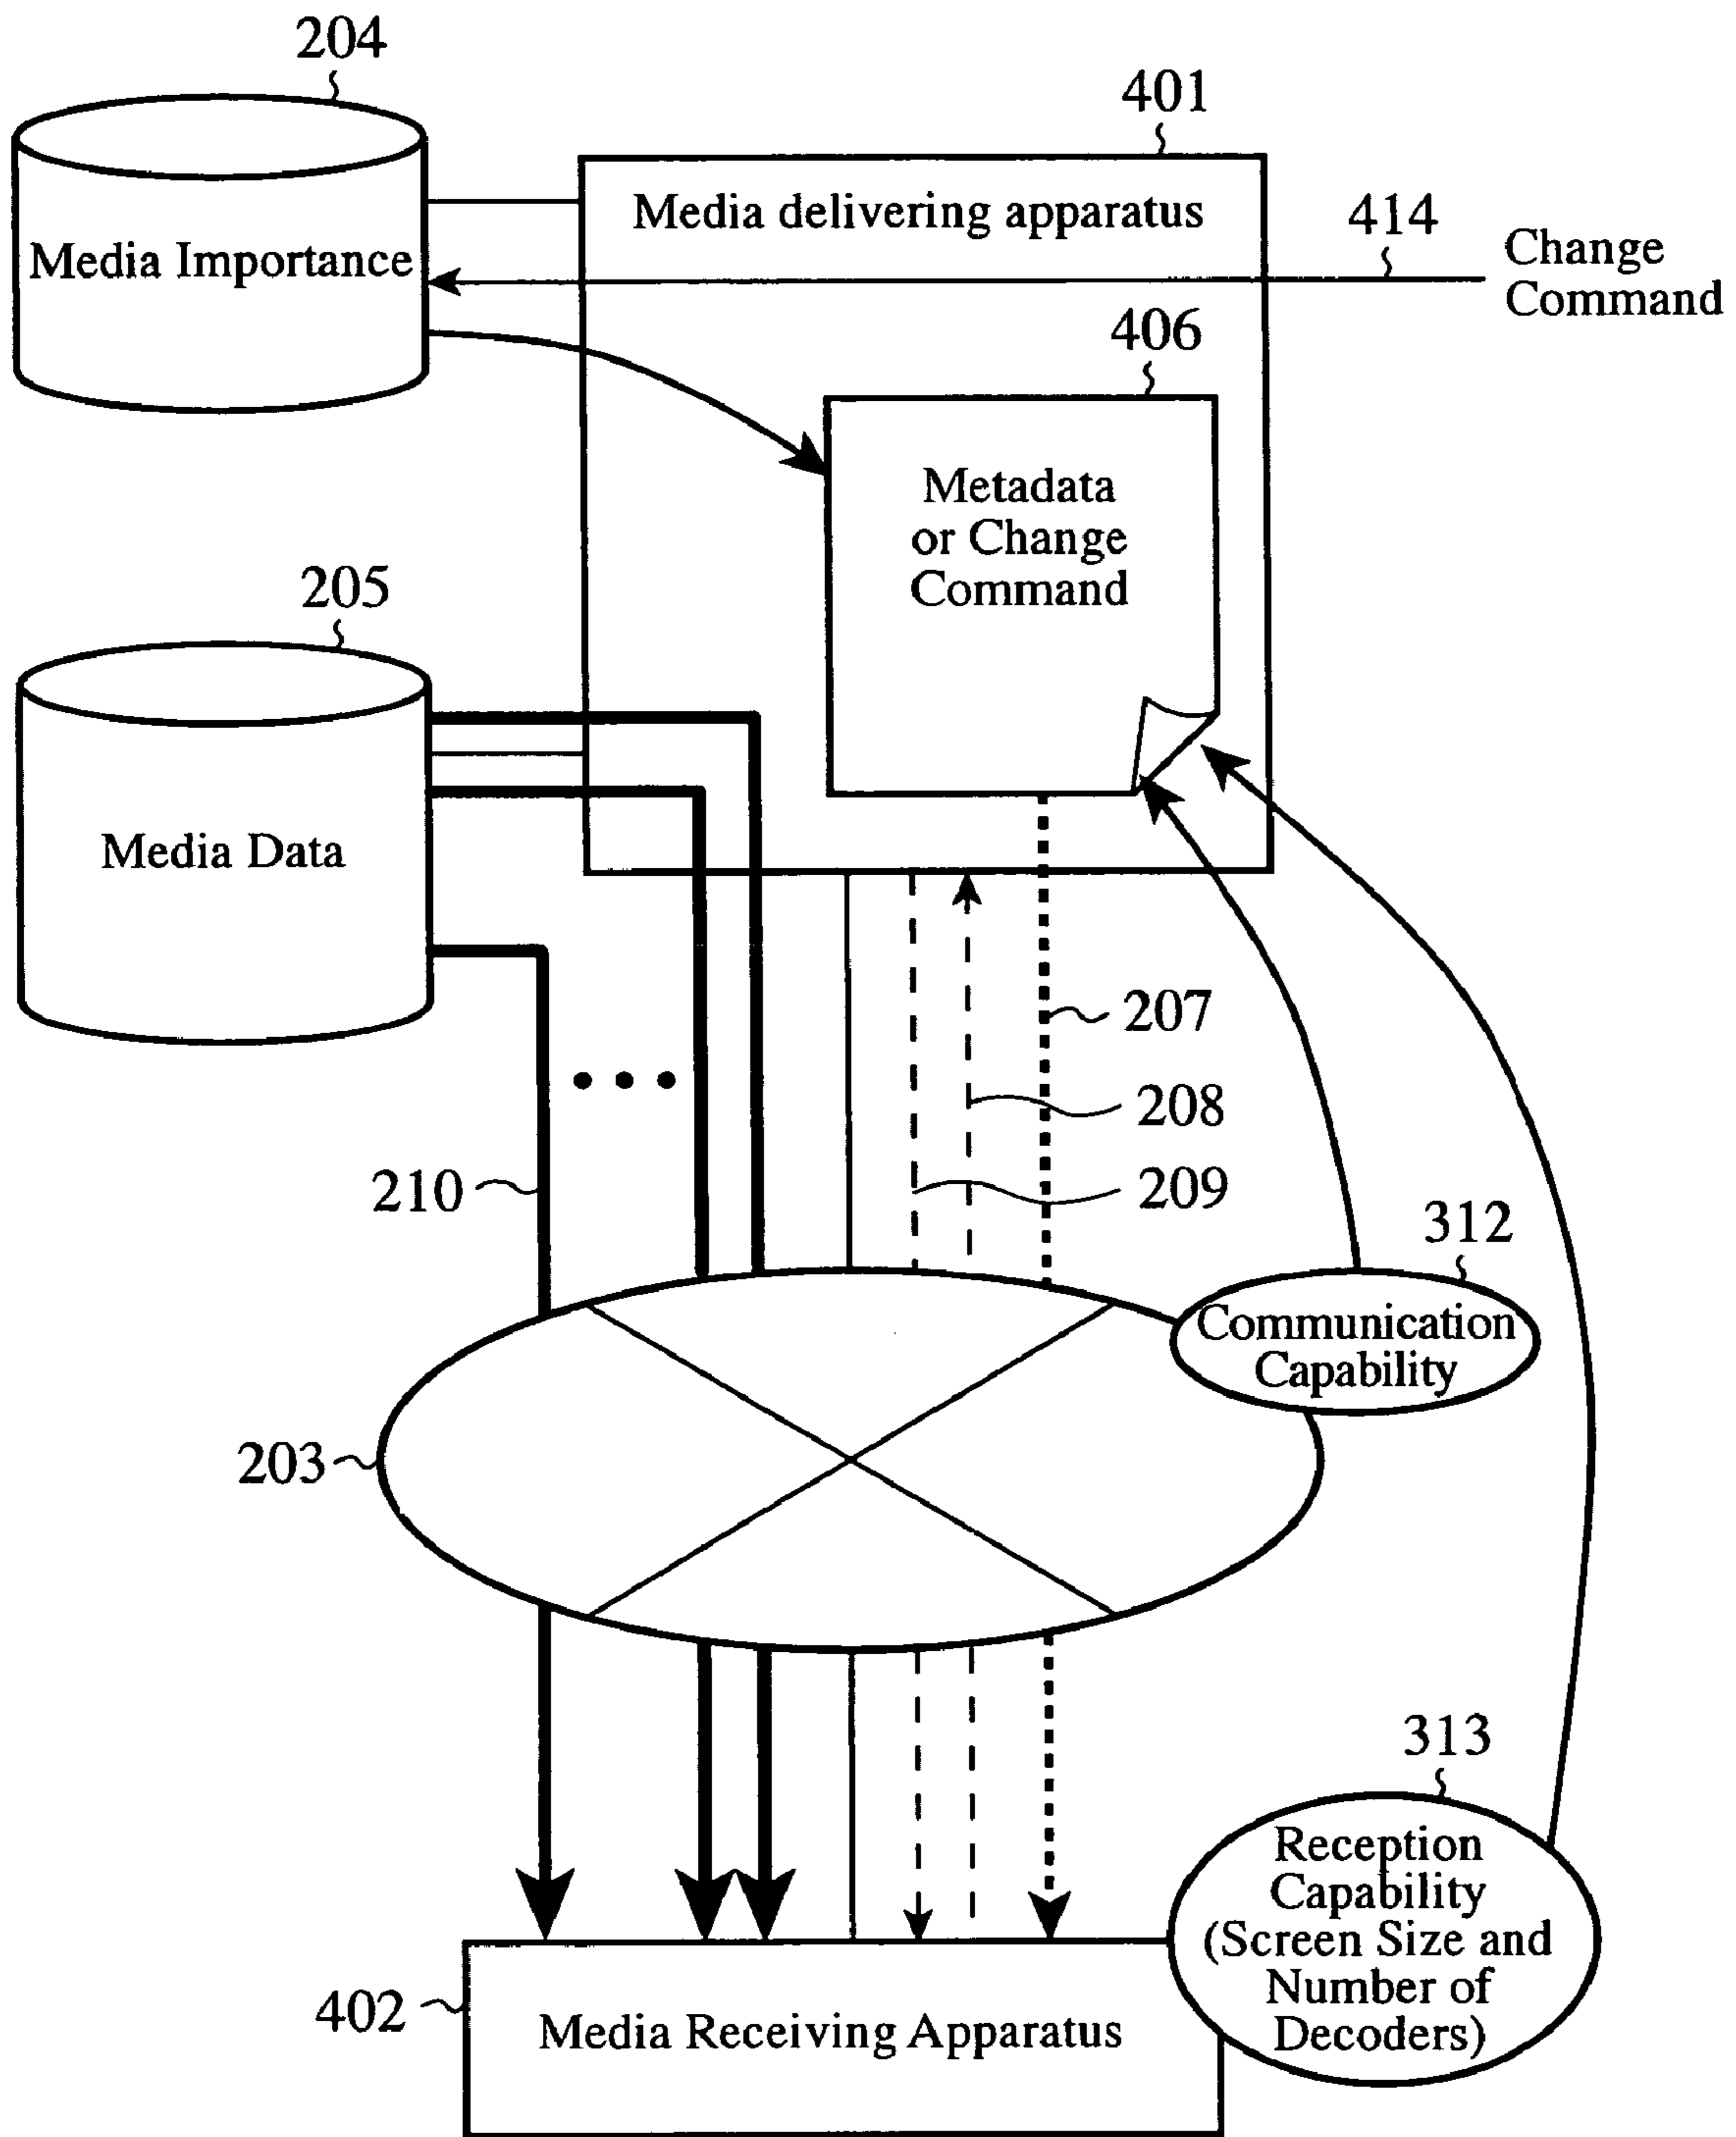 204
401
Media delivering apparatus
414
Change
Command
Media Importance
406
Metadata
or Change
Command
205
Media Data
207
208
210
209
312
Communication
Capability
203
313
Reception
Capability
(Screen Size and
Number of
Decoders)
402
Media Receiving Apparatus